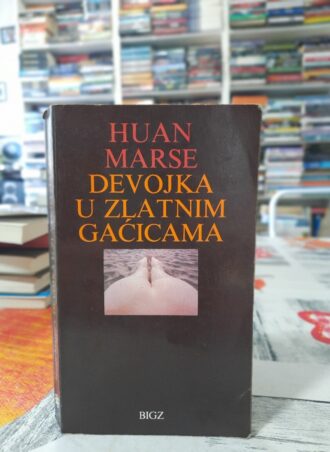 HUAN
MARSE
DEVOJKA
U ZLATNIM
GAĆICAMA
BIGZ